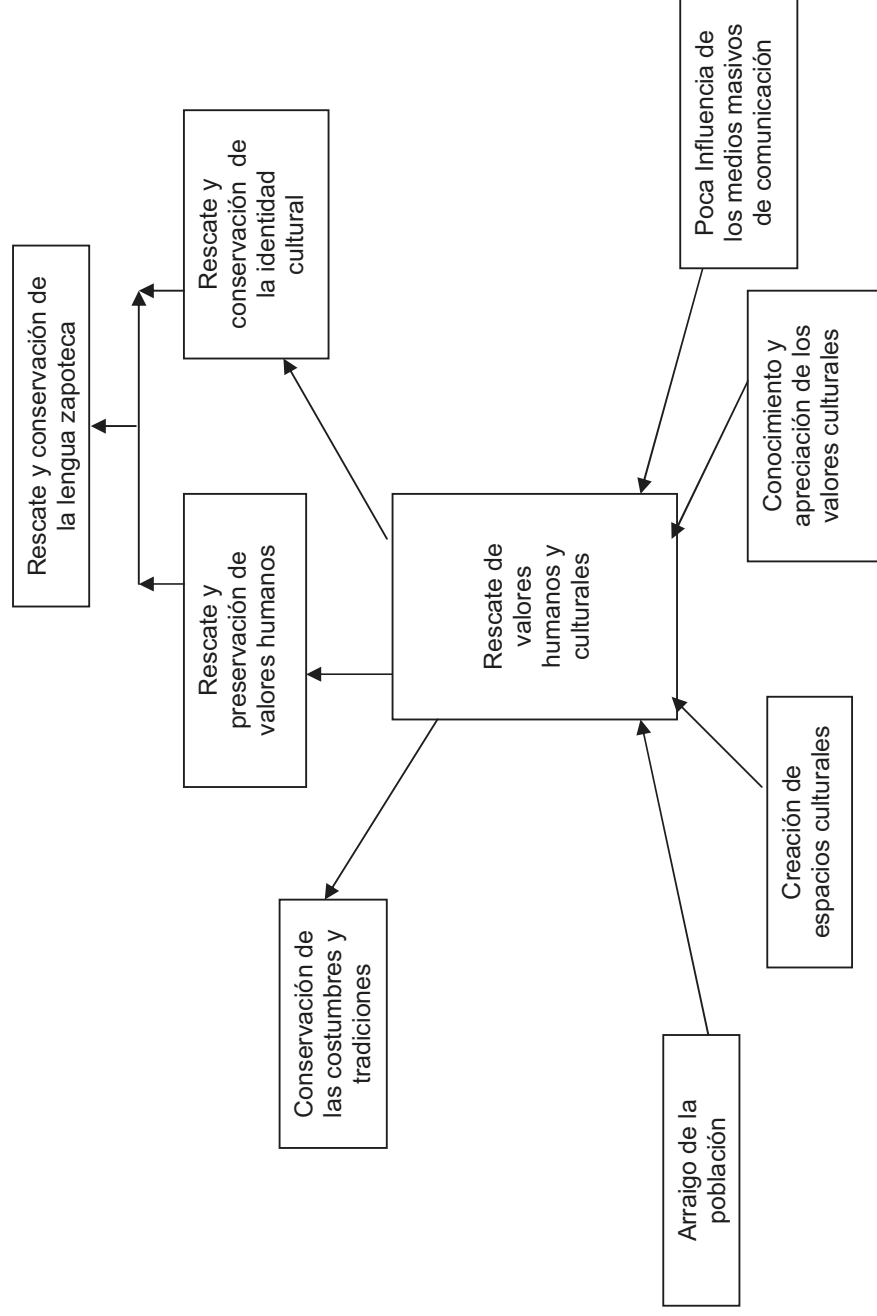 Rescate y conservación de
la lengua zapoteca
Rescate y
preservación de
valores humanos
Rescate y
conservación de
la identidad
cultural
Conservación de
las costumbres y
tradiciones
Rescate de
valores
humanos y
culturales
Arraigo de la
población
Creación de
espacios culturales
Conocimiento y
apreciación de los
valores culturales
Poca Influencia de
los medios masivos
de comunicación